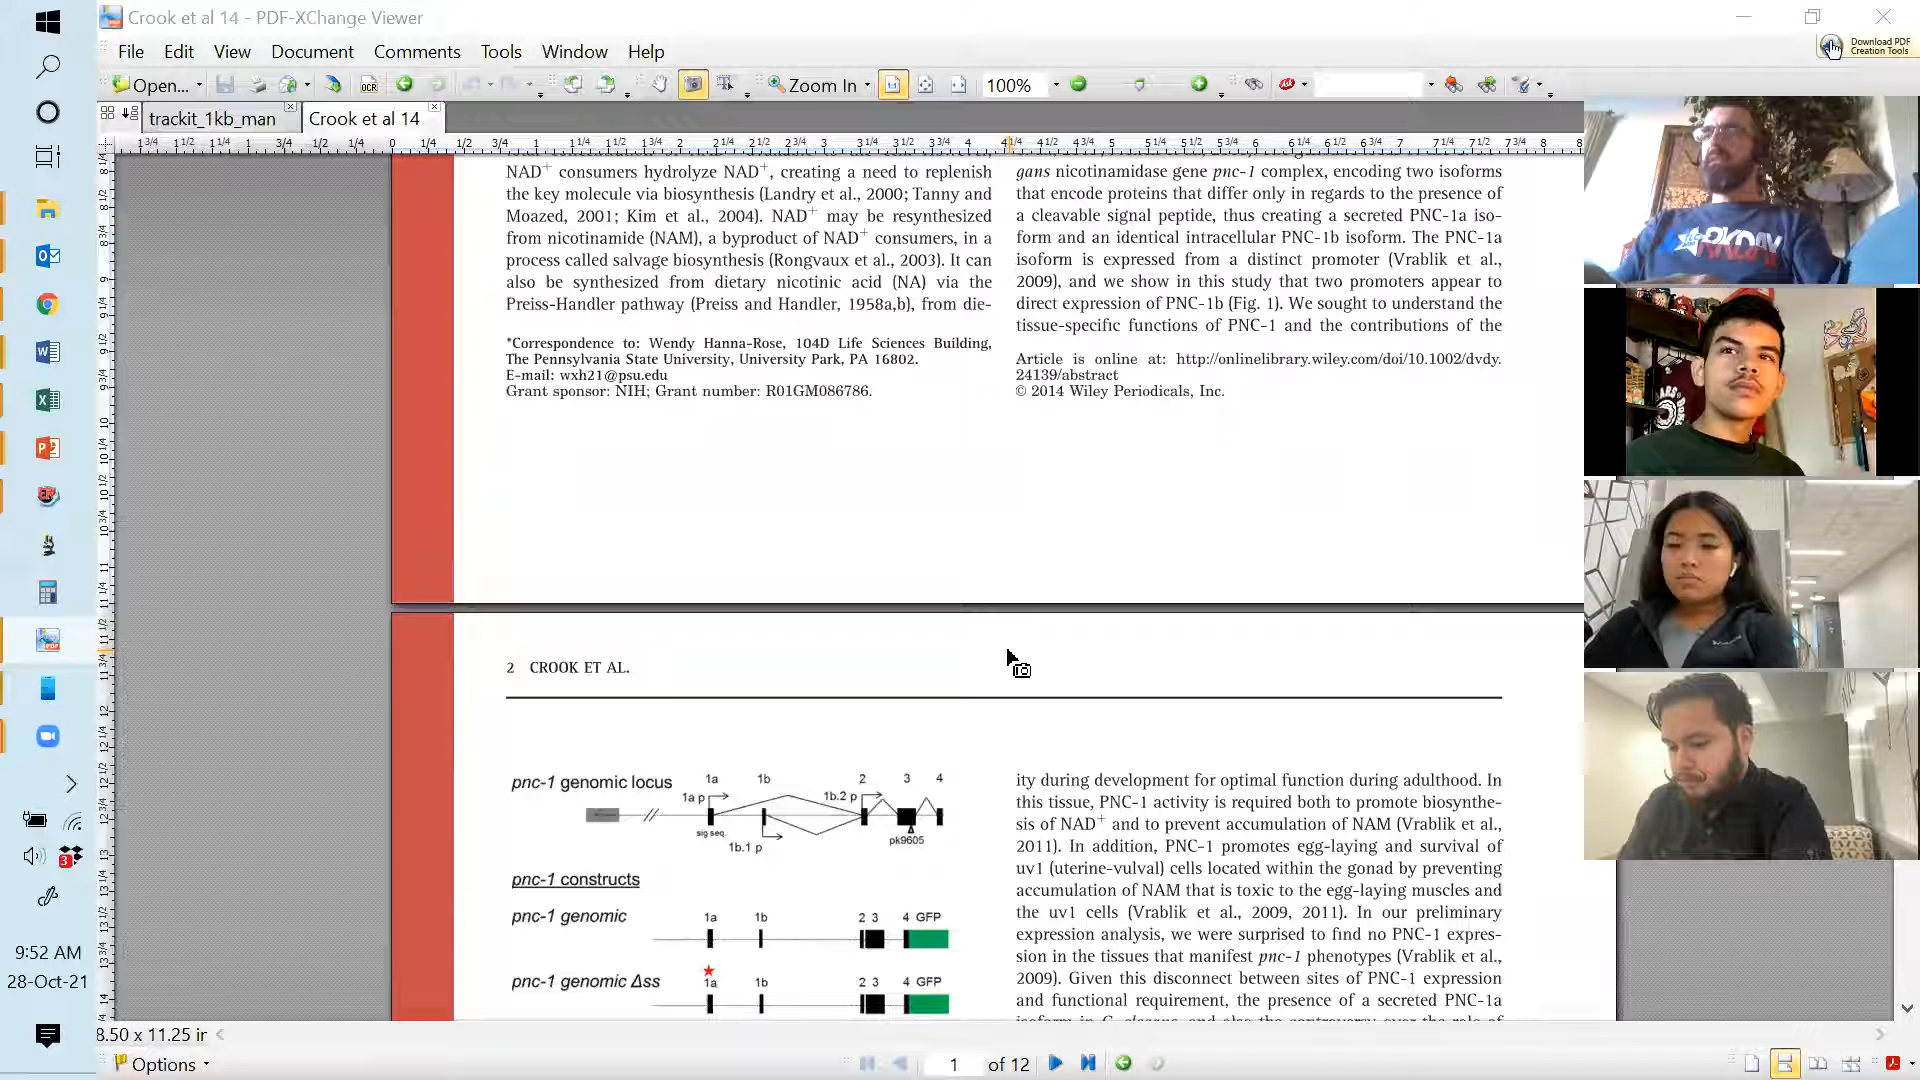 Crook et al 14 - PDF-XChange Viewer
File Edit View Document Comments Tools Window Help
Download PDF
Creation Tools
Open...
OCR
Zoom In
100%
trackit_1kb_man
Crook et al 14
NAD+ consumers hydrolyze NAD+, creating a need to replenish
the key molecule via biosynthesis (Landry et al., 2000; Tanny and
Moazed, 2001; Kim et al., 2004). NAD+ may be resynthesized
from nicotinamide (NAM), a byproduct of NAD+ consumers, in a
process called salvage biosynthesis (Rongvaux et al., 2003). It can
also be synthesized from dietary nicotinic acid (NA) via the
Preiss-Handler pathway (Preiss and Handler, 1958a,b), from die-
*Correspondence to: Wendy Hanna-Rose, 104D Life Sciences Building,
The Pennsylvania State University, University Park, PA 16802.
E-mail: wxh21@psu.edu
Grant sponsor: NIH; Grant number: R01GM086786.
gans nicotinamidase gene pnc-1 complex, encoding two isoforms
that encode proteins that differ only in regards to the presence of
a cleavable signal peptide, thus creating a secreted PNC-1a iso-
form and an identical intracellular PNC-1b isoform. The PNC-1a
isoform is expressed from a distinct promoter (Vrablik et al.,
2009), and we show in this study that two promoters appear to
direct expression of PNC-1b (Fig. 1). We sought to understand the
tissue-specific functions of PNC-1 and the contributions of the
Article is online at: http://onlinelibrary.wiley.com/doi/10.1002/dvdy.
24139/abstract
© 2014 Wiley Periodicals, Inc.
2 CROOK ET AL.
pnc-1 genomic locus
1a 1b 2 3 4
1a p
1b.2 p
sig seq.
1b.1 p
pk9605
pnc-1 constructs
pnc-1 genomic
1a 1b 2 3 4 GFP
pnc-1 genomic Δss
1a 1b 2 3 4 GFP
ity during development for optimal function during adulthood. In
this tissue, PNC-1 activity is required both to promote biosynthe-
sis of NAD+ and to prevent accumulation of NAM (Vrablik et al.,
2011). In addition, PNC-1 promotes egg-laying and survival of
uv1 (uterine-vulval) cells located within the gonad by preventing
accumulation of NAM that is toxic to the egg-laying muscles and
the uv1 cells (Vrablik et al., 2009, 2011). In our preliminary
expression analysis, we were surprised to find no PNC-1 expres-
sion in the tissues that manifest pnc-1 phenotypes (Vrablik et al.,
2009). Given this disconnect between sites of PNC-1 expression
and functional requirement, the presence of a secreted PNC-1a
9:52 AM
28-Oct-21
8.50 x 11.25 in
Options
1 of 12